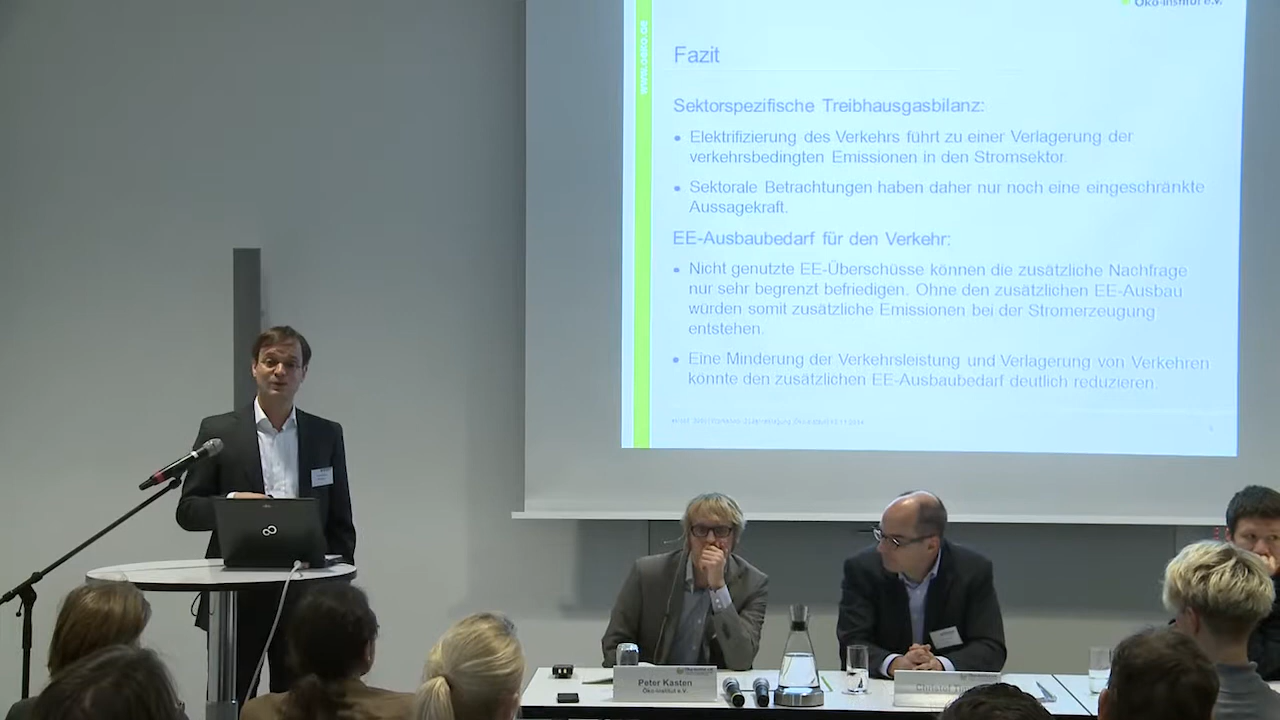 Öko-Institut e.V.
www.oeko.de
Fazit
Sektorspezifische Treibhausgasbilanz:
• Elektrifizierung des Verkehrs führt zu einer Verlagerung der
verkehrsbedingten Emissionen in den Stromsektor.
• Sektorale Betrachtungen haben daher nur noch eine eingeschränkte
Aussagekraft.
EE-Ausbaubedarf für den Verkehr:
• Nicht genutzte EE-Überschüsse können die zusätzliche Nachfrage
nur sehr begrenzt befriedigen. Ohne den zusätzlichen EE-Ausbau
würden somit zusätzliche Emissionen bei der Stromerzeugung
entstehen.
• Eine Minderung der Verkehrsleistung und Verlagerung von Verkehren
könnte den zusätzlichen EE-Ausbaubedarf deutlich reduzieren.
Peter Kasten
Öko-Institut e.V.
Christof